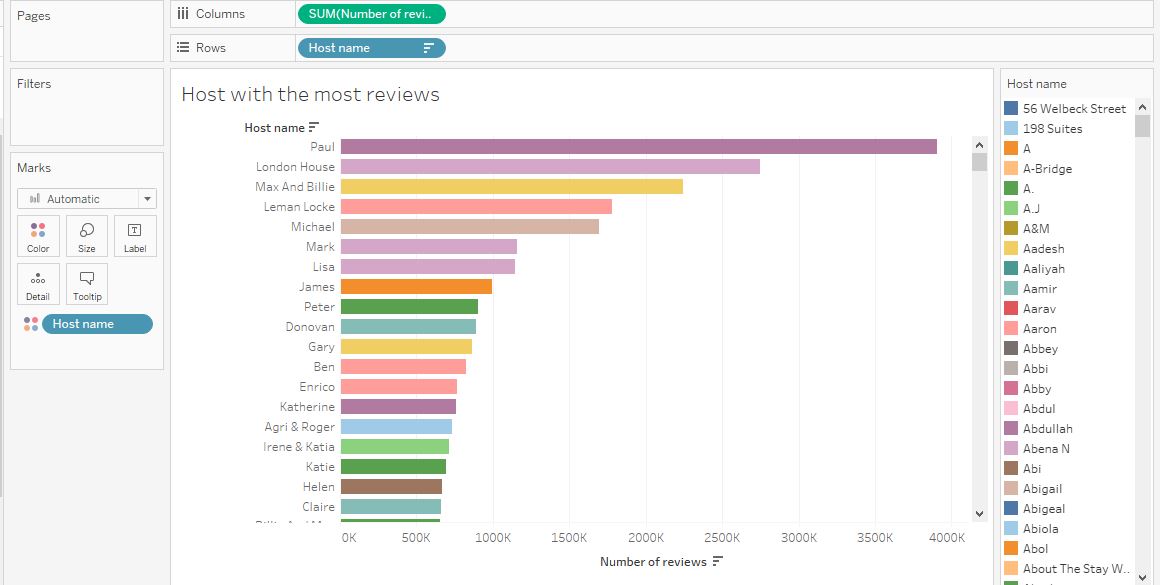 Pages
Columns
SUM(Number of revi..
Rows
Host name
Filters
Marks
Automatic
Color
Size
Label
Detail
Tooltip
Host name
Host with the most reviews
Host name
Paul
London House
Max And Billie
Leman Locke
Michael
Mark
Lisa
James
Peter
Donovan
Gary
Ben
Enrico
Katherine
Agri & Roger
Irene & Katia
Katie
Helen
Claire
0K 500K 1000K 1500K 2000K 2500K 3000K 3500K 4000K
Number of reviews
Host name
56 Welbeck Street
198 Suites
A
A-Bridge
A.
A.J
A&M
Aadesh
Aaliyah
Aamir
Aarav
Aaron
Abbey
Abbi
Abby
Abdul
Abdullah
Abena N
Abi
Abigail
Abigeal
Abiola
Abol
About The Stay W..